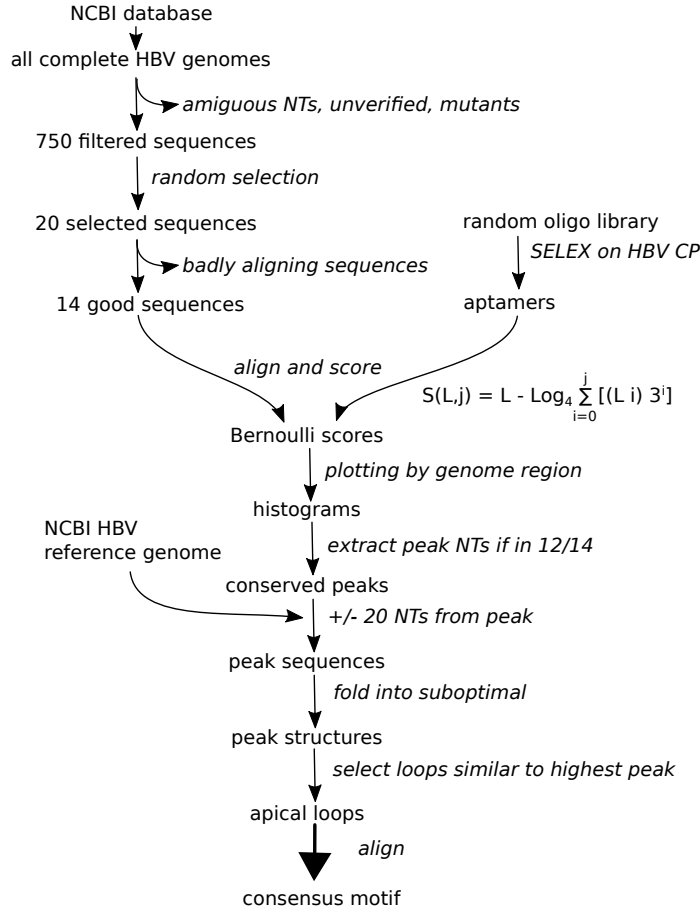 NCBI database
all complete HBV genomes
amiguous NTs, unverified, mutants
750 filtered sequences
random selection
20 selected sequences
badly aligning sequences
14 good sequences
random oligo library
SELEX on HBV CP
aptamers
align and score
S(L,j) = L - Log₄ j Σ i=0 [(L i) 3ⁱ]
Bernoulli scores
plotting by genome region
histograms
extract peak NTs if in 12/14
NCBI HBV
reference genome
conserved peaks
+/- 20 NTs from peak
peak sequences
fold into suboptimal
peak structures
select loops similar to highest peak
apical loops
align
consensus motif